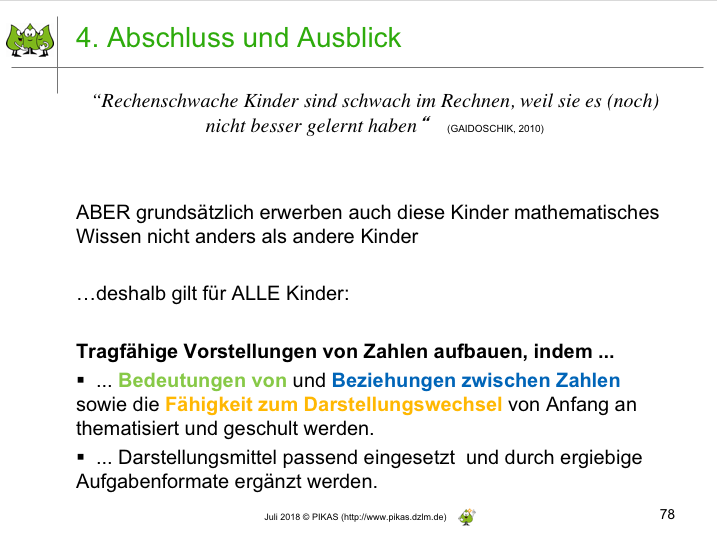 4. Abschluss und Ausblick
“Rechenschwache Kinder sind schwach im Rechnen, weil sie es (noch)
nicht besser gelernt haben“ (GAIDOSCHIK, 2010)
ABER grundsätzlich erwerben auch diese Kinder mathematisches
Wissen nicht anders als andere Kinder
…deshalb gilt für ALLE Kinder:
Tragfähige Vorstellungen von Zahlen aufbauen, indem ...
▪ ... Bedeutungen von und Beziehungen zwischen Zahlen
sowie die Fähigkeit zum Darstellungswechsel von Anfang an
thematisiert und geschult werden.
▪ ... Darstellungsmittel passend eingesetzt und durch ergiebige
Aufgabenformate ergänzt werden.
Juli 2018 © PIKAS (http://www.pikas.dzlm.de)
78